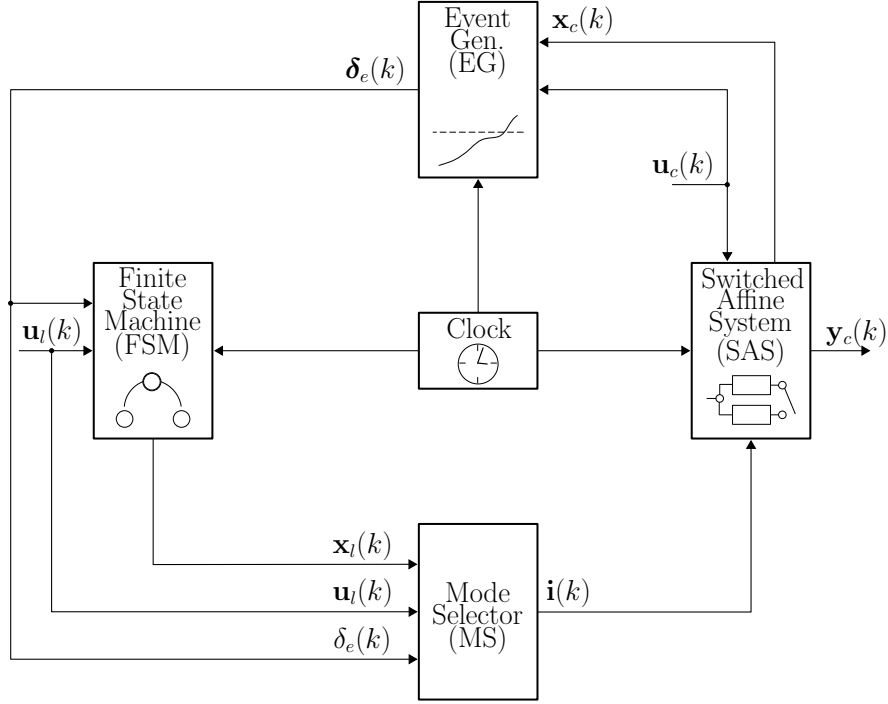 Event
Gen.
(EG)
𝐱_c(k)
𝜹_e(k)
𝐮_c(k)
Finite
State
Machine
(FSM)
Clock
Switched
Affine
System
(SAS)
𝐮_l(k)
𝐲_c(k)
𝐱_l(k)
𝐮_l(k)
δ_e(k)
Mode
Selector
(MS)
𝐢(k)